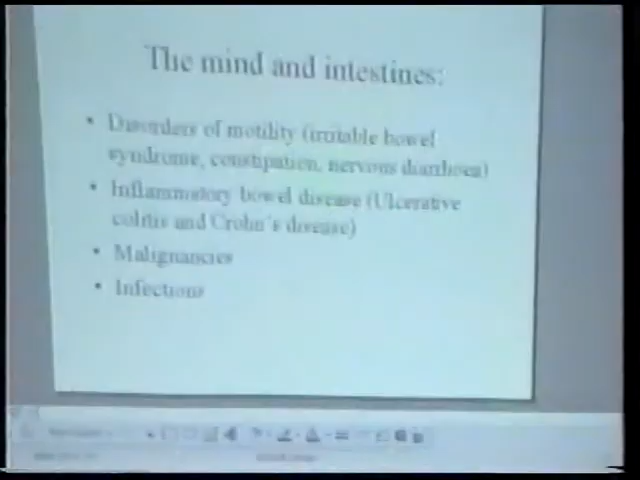 The mind and intestines:
• Disorders of motility (irritable bowel
syndrome, constipation, nervous diarrhoea)
• Inflammatory bowel disease (Ulcerative
colitis and Crohn's disease)
• Malignancies
• Infections